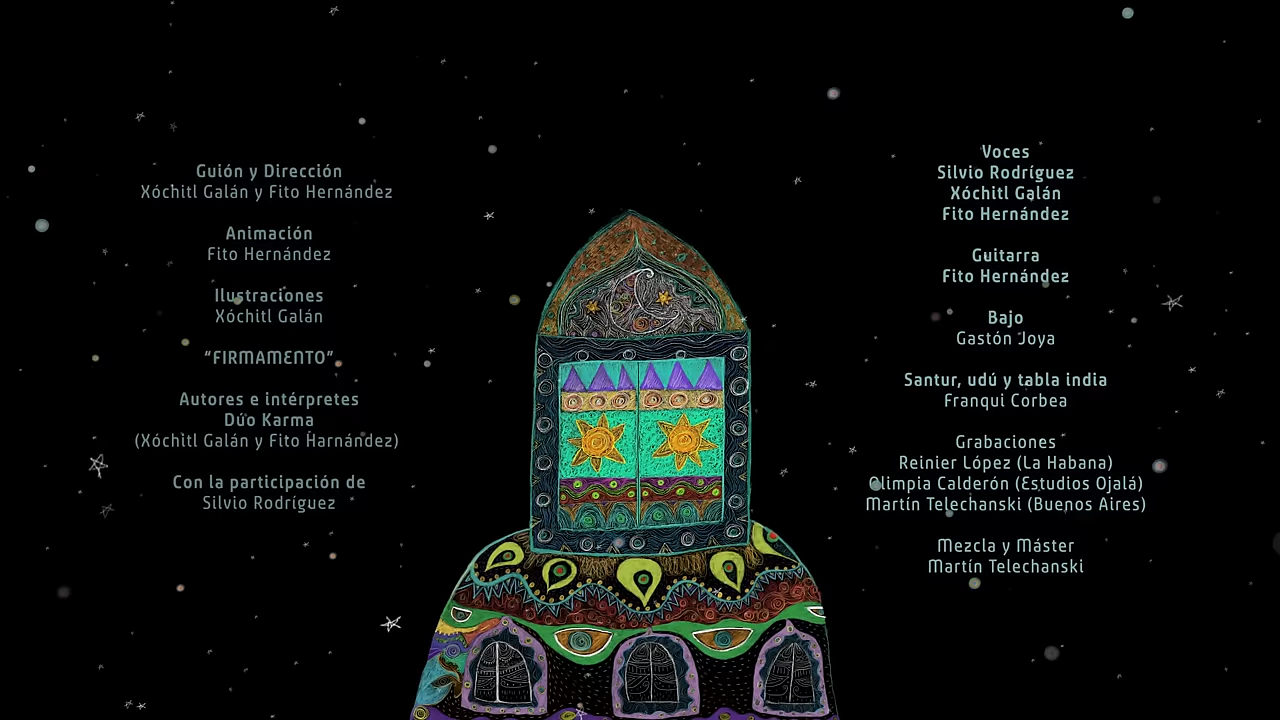 Guión y Dirección
Xóchitl Galán y Fito Hernández
Animación
Fito Hernández
Ilustraciones
Xóchitl Galán
“FIRMAMENTO”
Autores e intérpretes
Dúo Karma
(Xóchitl Galán y Fito Harnández)
Con la participación de
Silvio Rodríguez
Voces
Silvio Rodríguez
Xóchitl Galán
Fito Hernández
Guitarra
Fito Hernández
Bajo
Gastón Joya
Santur, udú y tabla india
Franqui Corbea
Grabaciones
Reinier López (La Habana)
Olimpia Calderón (Estudios Ojalá)
Martín Telechanski (Buenos Aires)
Mezcla y Máster
Martín Telechanski